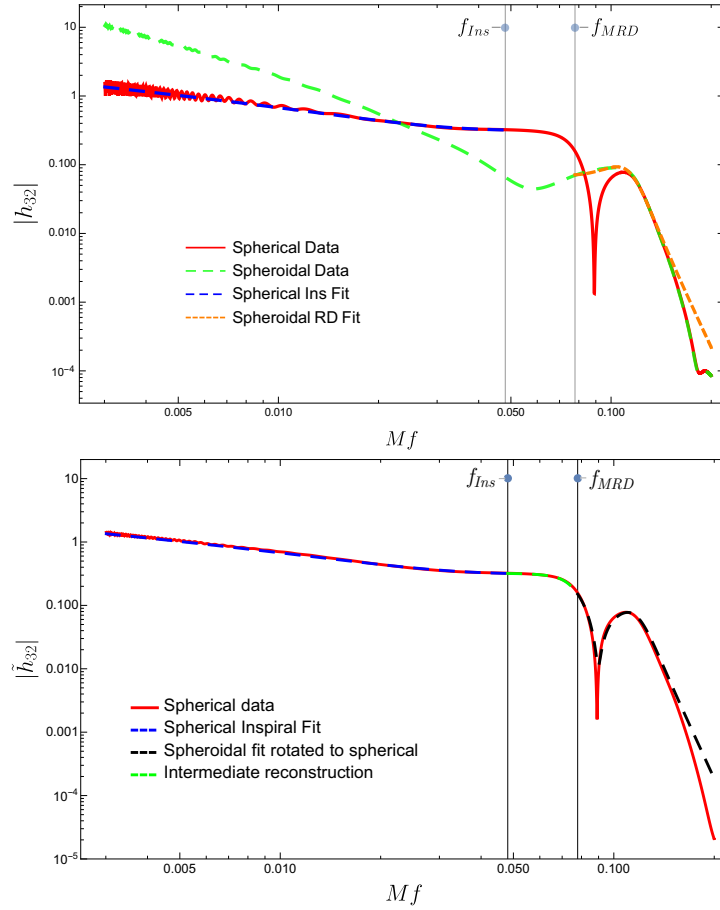 f_Ins f_MRD
10
1
0.100
0.010
0.001
10^-4
|h_32|
Spherical Data
Spheroidal Data
Spherical Ins Fit
Spheroidal RD Fit
0.005 0.010 0.050 0.100
Mf
f_Ins f_MRD
10
1
0.100
0.010
0.001
10^-4
10^-5
|h̃_32|
Spherical data
Spherical Inspiral Fit
Spheroidal fit rotated to spherical
Intermediate reconstruction
0.005 0.010 0.050 0.100
Mf